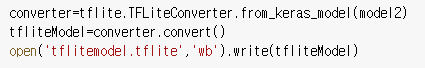 converter=tflite.TFLiteConverter.from_keras_model(model2)
tfliteModel=converter.convert()
open('tflitemodel.tflite','wb').write(tfliteModel)